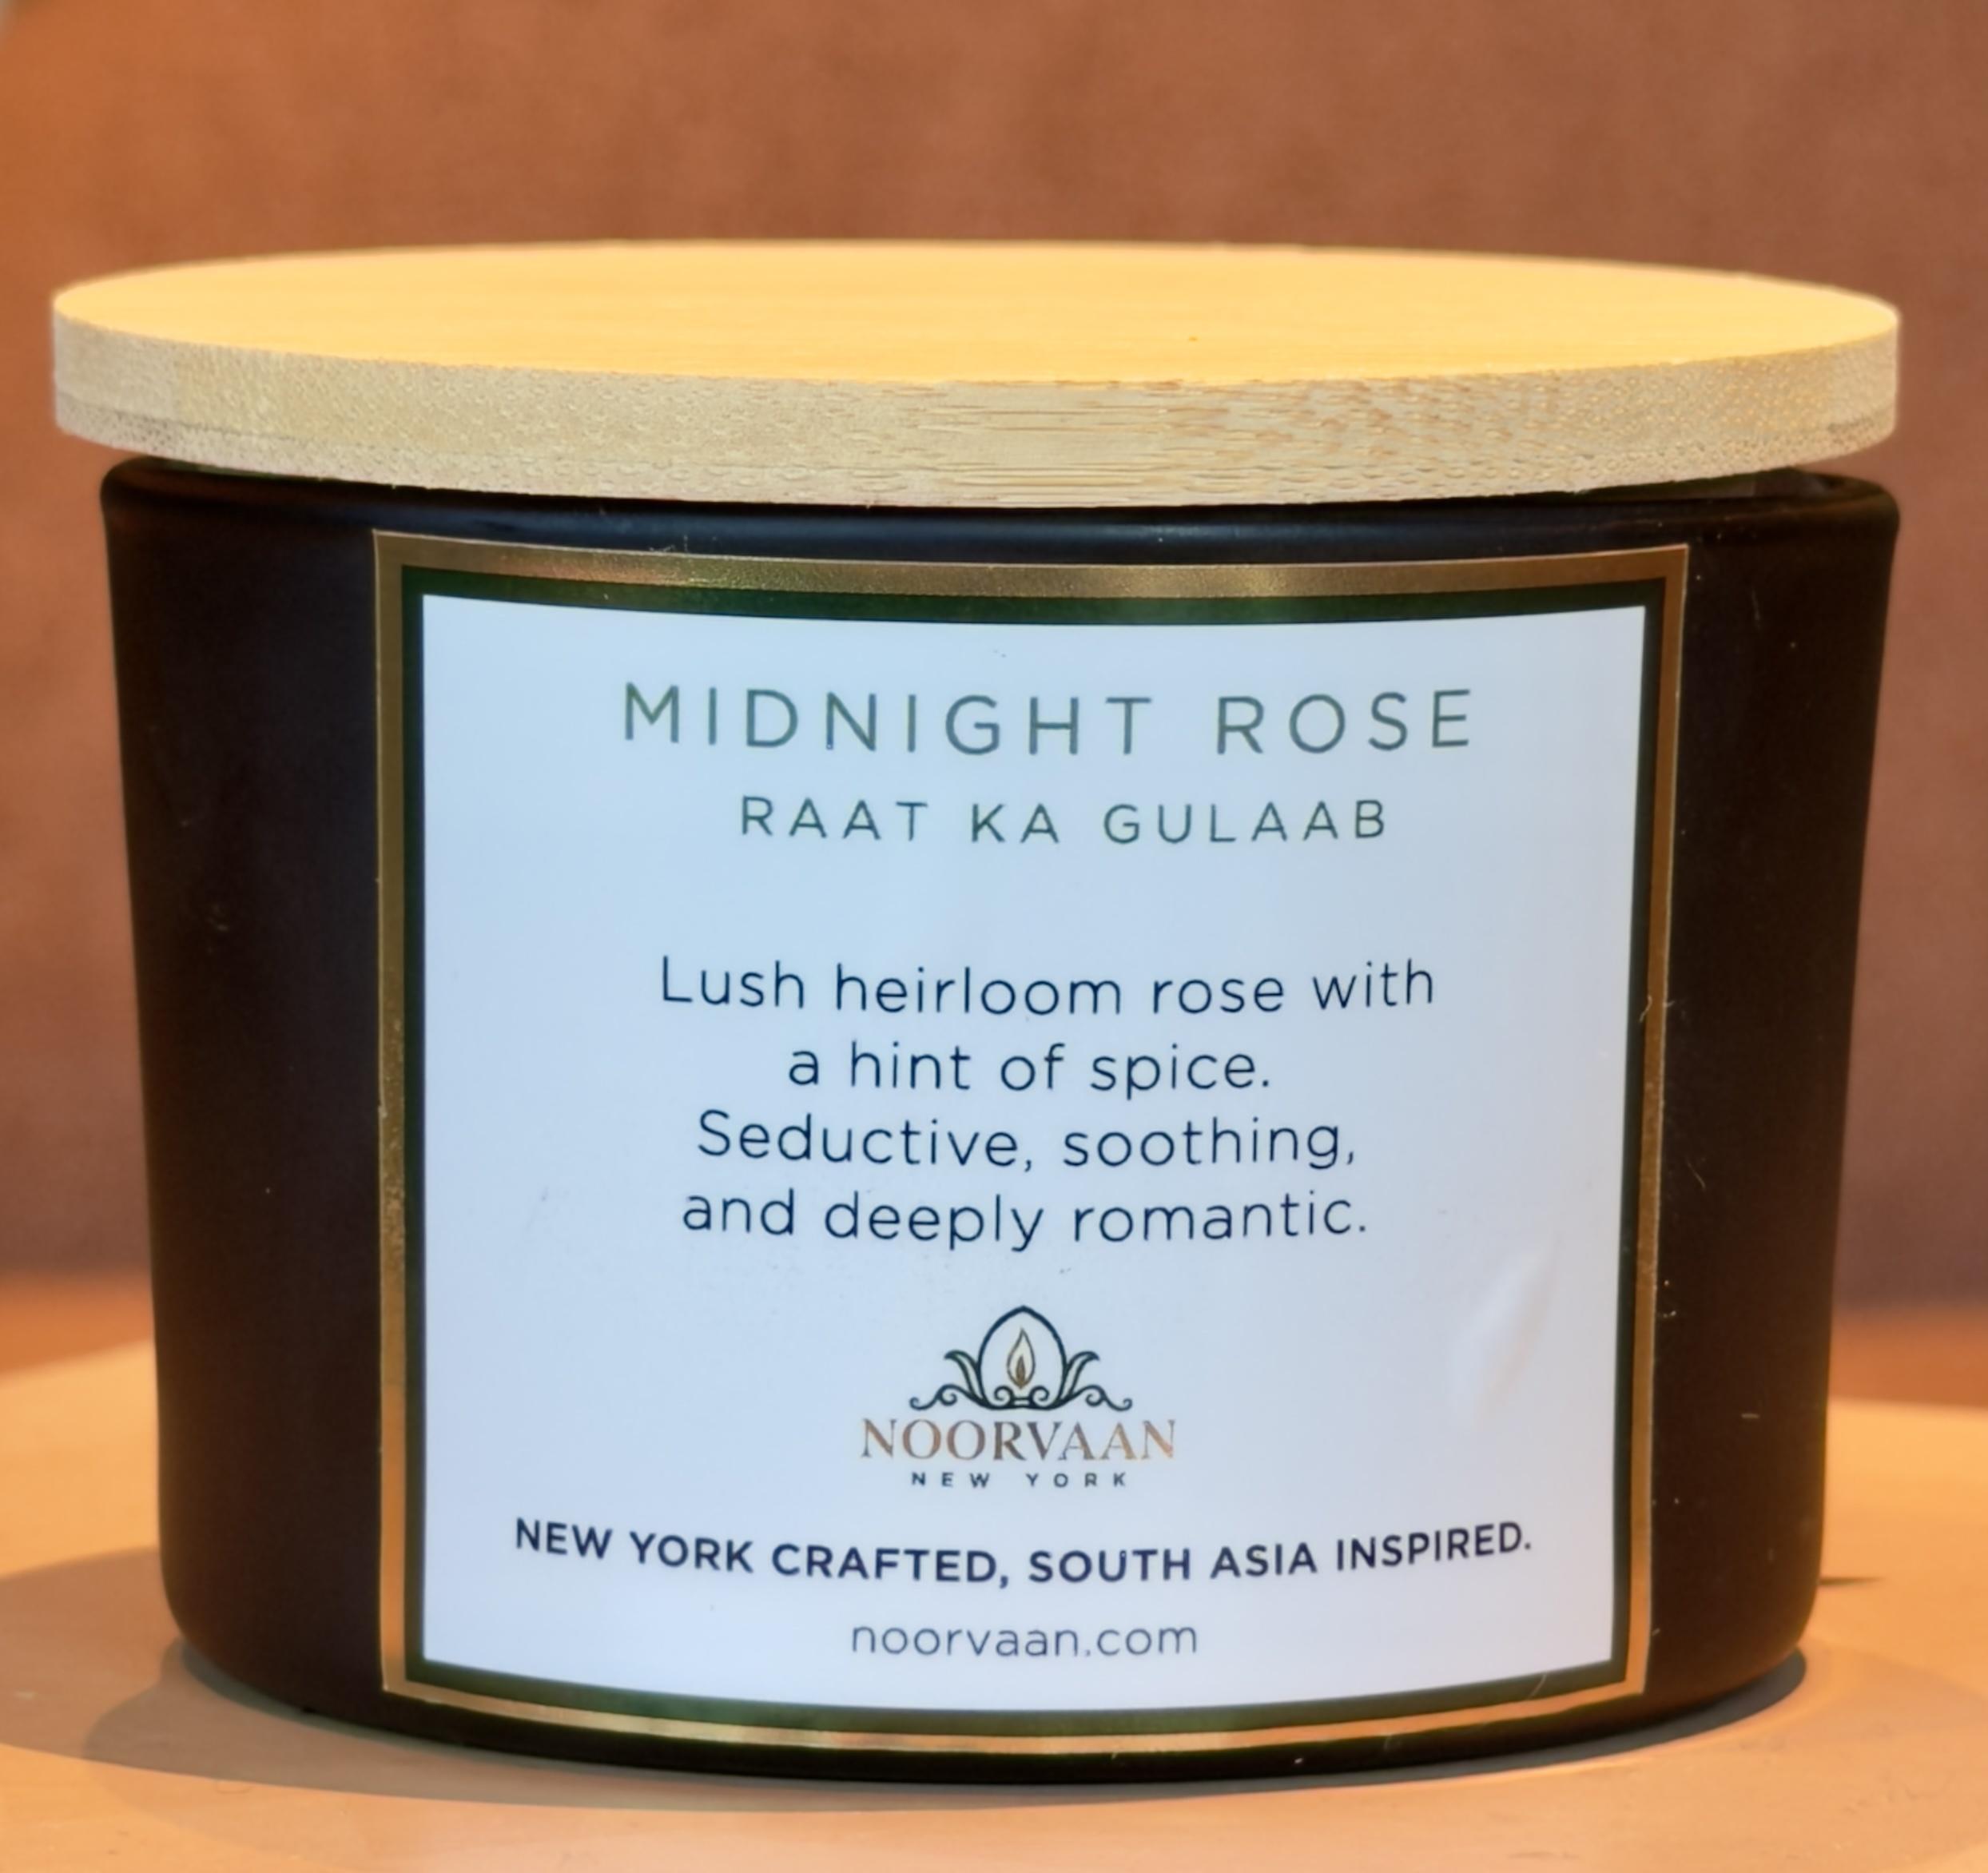 MIDNIGHT ROSE
RAAT KA GULAAB
Lush heirloom rose with
a hint of spice.
Seductive, soothing,
and deeply romantic.
NOORVAAN
NEW YORK
NEW YORK CRAFTED, SOUTH ASIA INSPIRED.
noorvaan.com